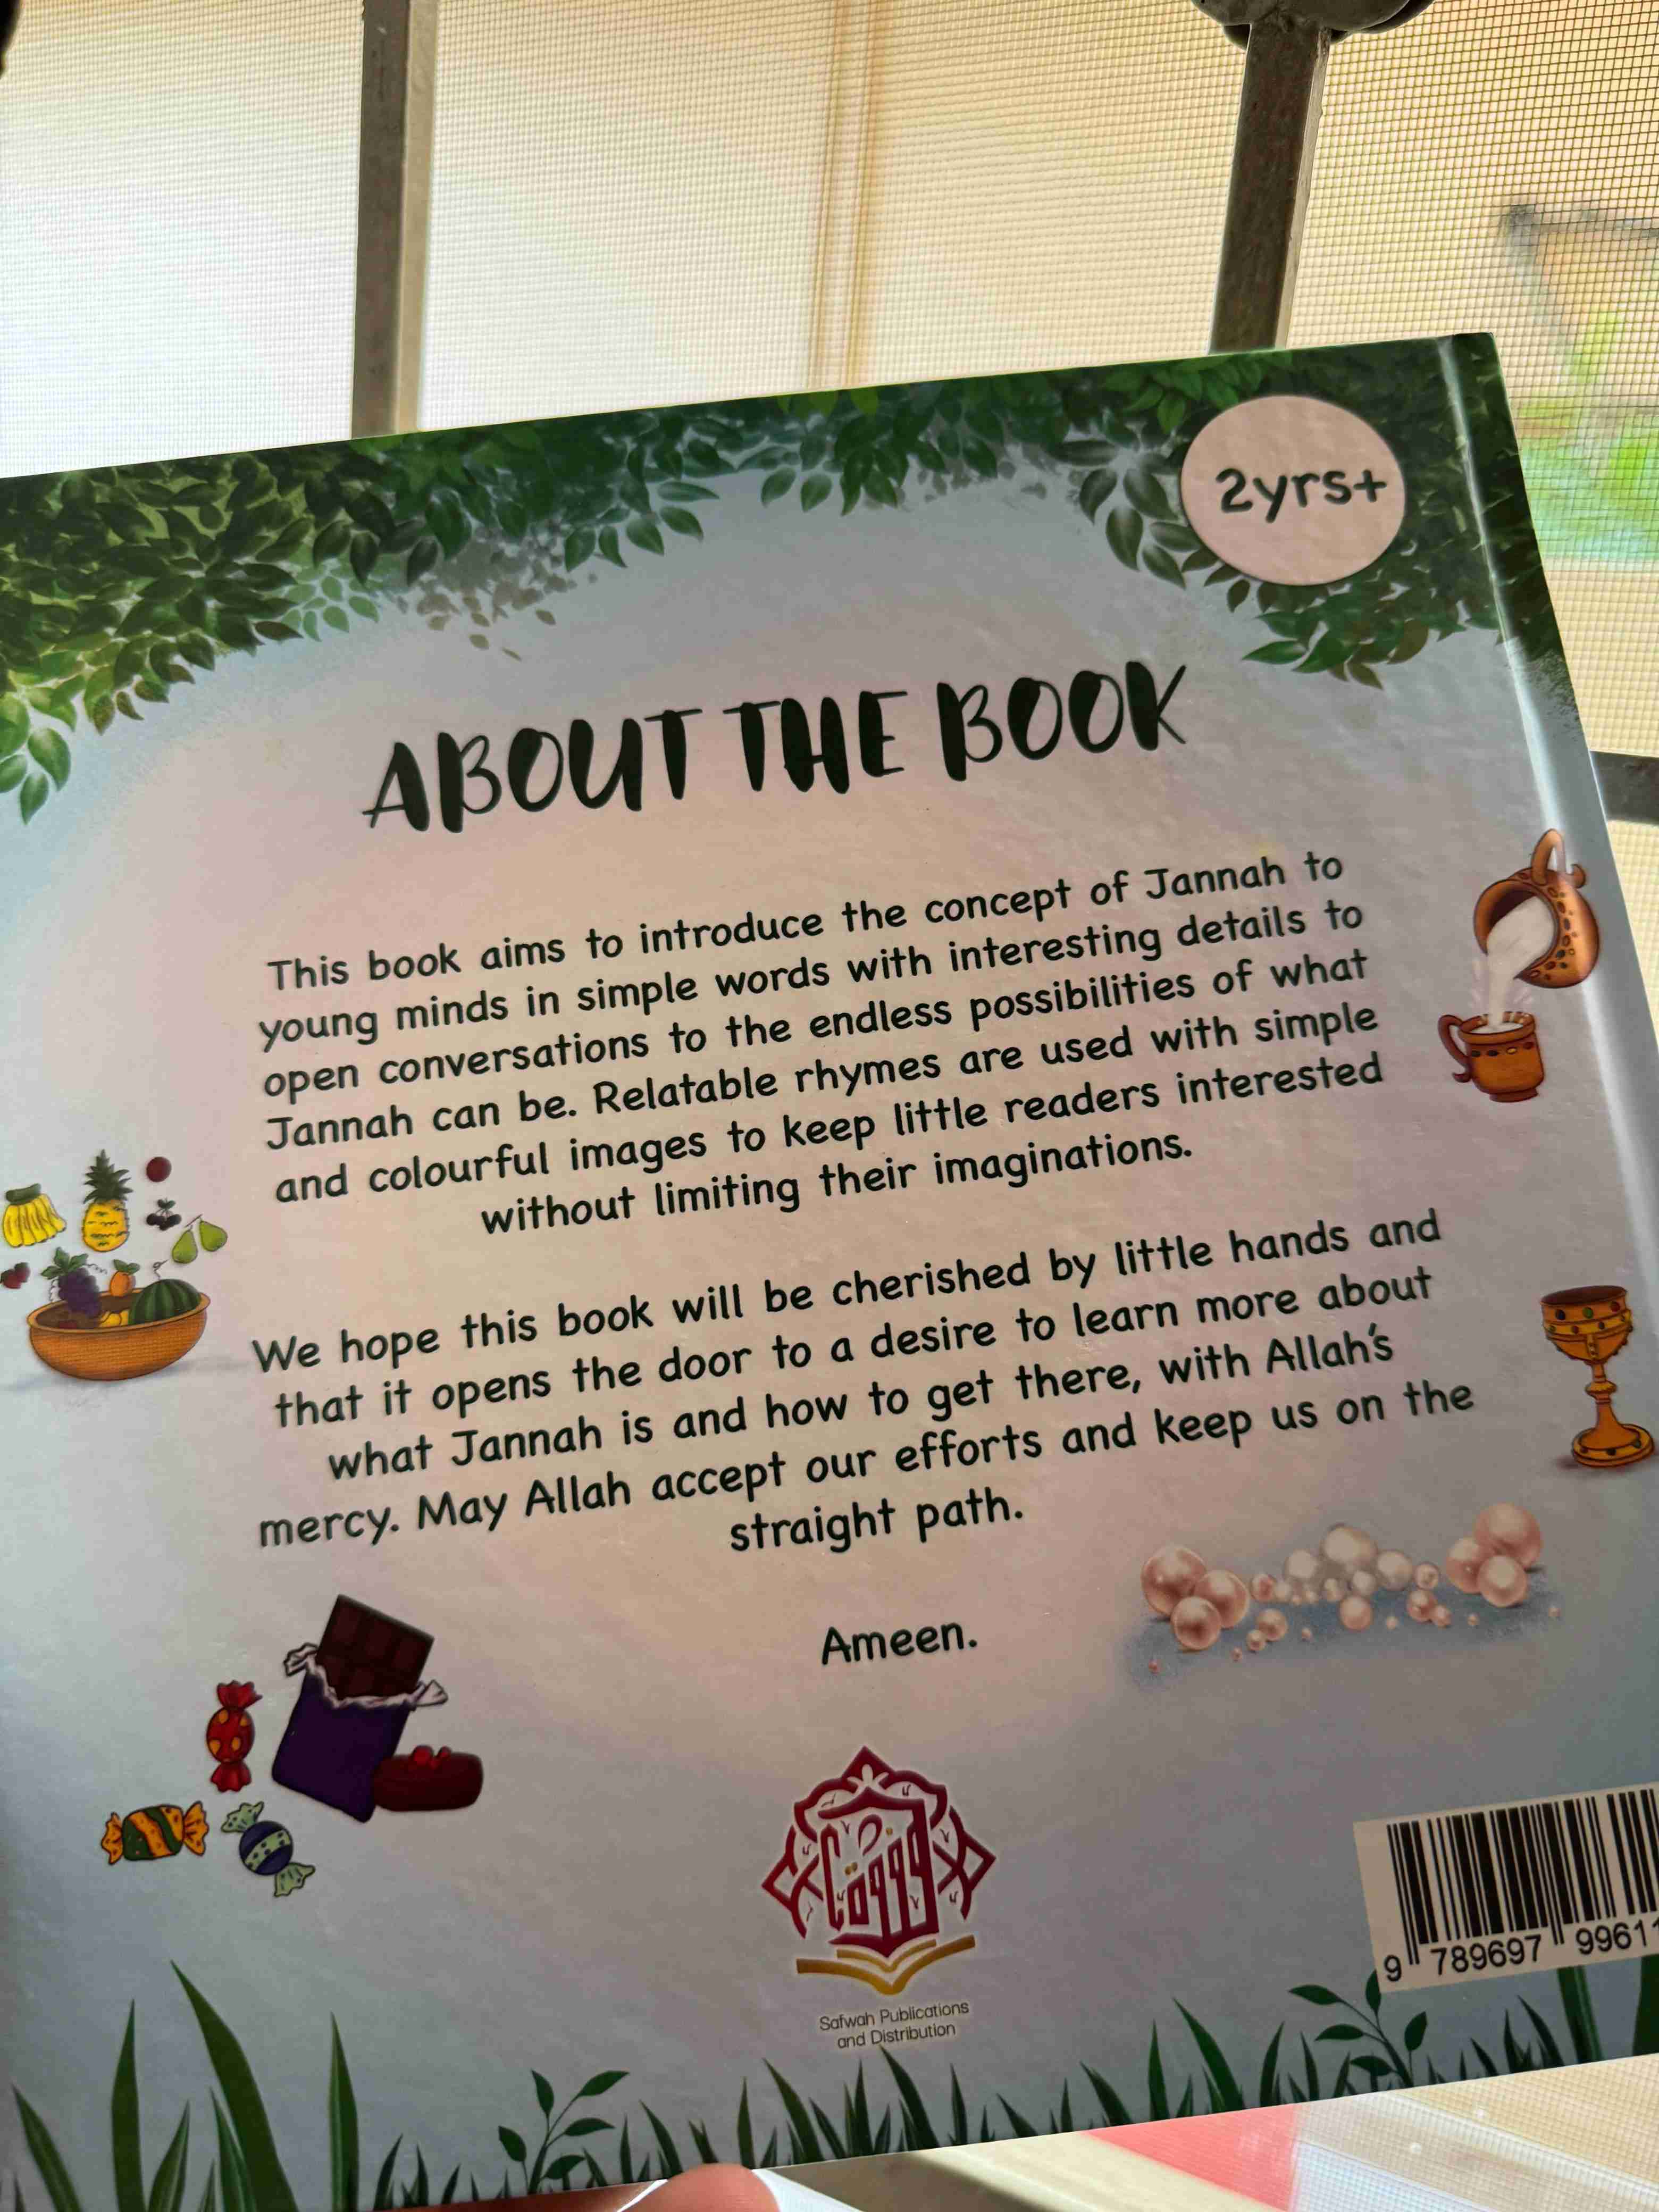 2yrs+
ABOUT THE BOOK
This book aims to introduce the concept of Jannah to
young minds in simple words with interesting details to
open conversations to the endless possibilities of what
Jannah can be. Relatable rhymes are used with simple
and colourful images to keep little readers interested
without limiting their imaginations.
We hope this book will be cherished by little hands and
that it opens the door to a desire to learn more about
what Jannah is and how to get there, with Allah's
mercy. May Allah accept our efforts and keep us on the
straight path.
Ameen.
Safwah Publications
and Distribution
9 789697 99611